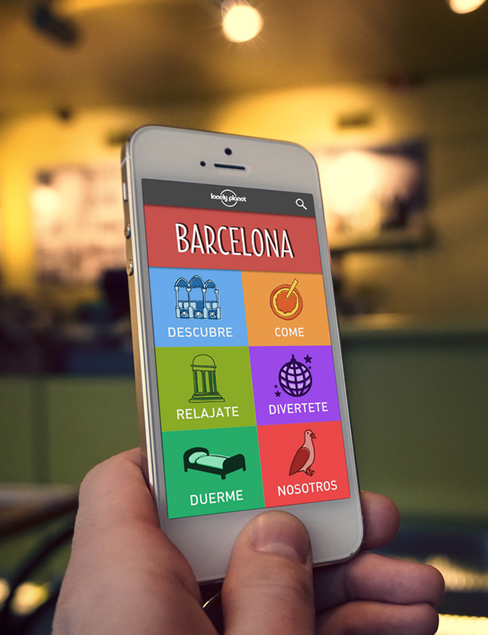 lonely planet
BARCELONA
DESCUBRE
COME
RELAJATE
DIVERTETE
DUERME
NOSOTROS